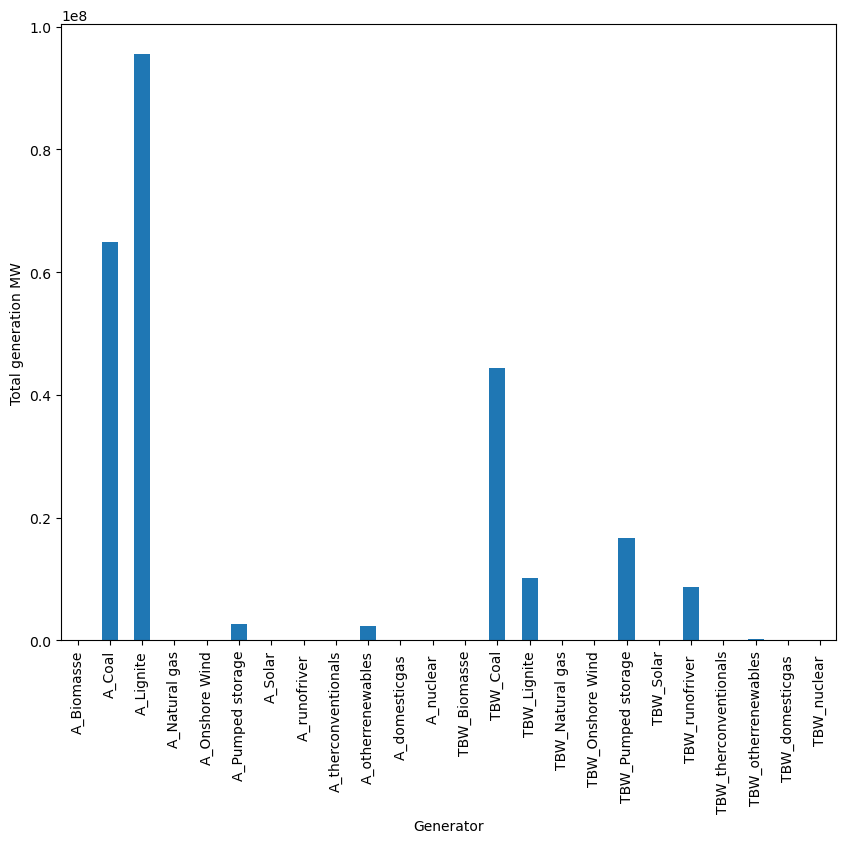 1e8
1.0
0.8
0.6
0.4
0.2
0.0
Total generation MW
A_Biomasse
A_Coal
A_Lignite
A_Natural gas
A_Onshore Wind
A_Pumped storage
A_Solar
A_runofriver
A_therconventionals
A_otherrenewables
A_domesticgas
A_nuclear
TBW_Biomasse
TBW_Coal
TBW_Lignite
TBW_Natural gas
TBW_Onshore Wind
TBW_Pumped storage
TBW_Solar
TBW_runofriver
TBW_therconventionals
TBW_otherrenewables
TBW_domesticgas
TBW_nuclear
Generator